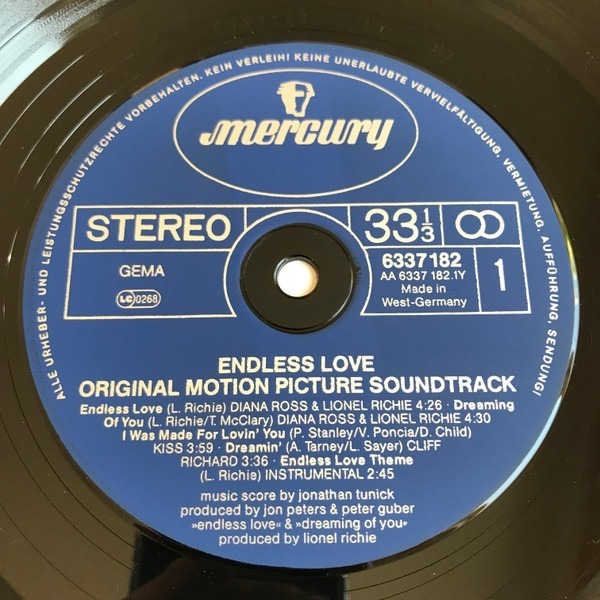 ALLE URHEBER- UND LEISTUNGSSCHUTZRECHTE VORBEHALTEN. KEIN VERLEIH! KEINE UNERLAUBTE VERVIELFÄLTIGUNG, VERMIETUNG, AUFFÜHRUNG, SENDUNG!
mercury
STEREO
33⅓
GEMA
LC 0268
6337182
AA 6337 182.1Y
Made in
West-Germany
1
ENDLESS LOVE
ORIGINAL MOTION PICTURE SOUNDTRACK
Endless Love (L. Richie) DIANA ROSS & LIONEL RICHIE 4:26 · Dreaming
Of You (L. Richie/T. McClary) DIANA ROSS & LIONEL RICHIE 4:30
I Was Made For Lovin' You (P. Stanley/V. Poncia/D. Child)
KISS 3:59 · Dreamin' (A. Tarney/L. Sayer) CLIFF
RICHARD 3:36 · Endless Love Theme
(L. Richie) INSTRUMENTAL 2:45
music score by jonathan tunick
produced by jon peters & peter guber
»endless love« & »dreaming of you«
produced by lionel richie